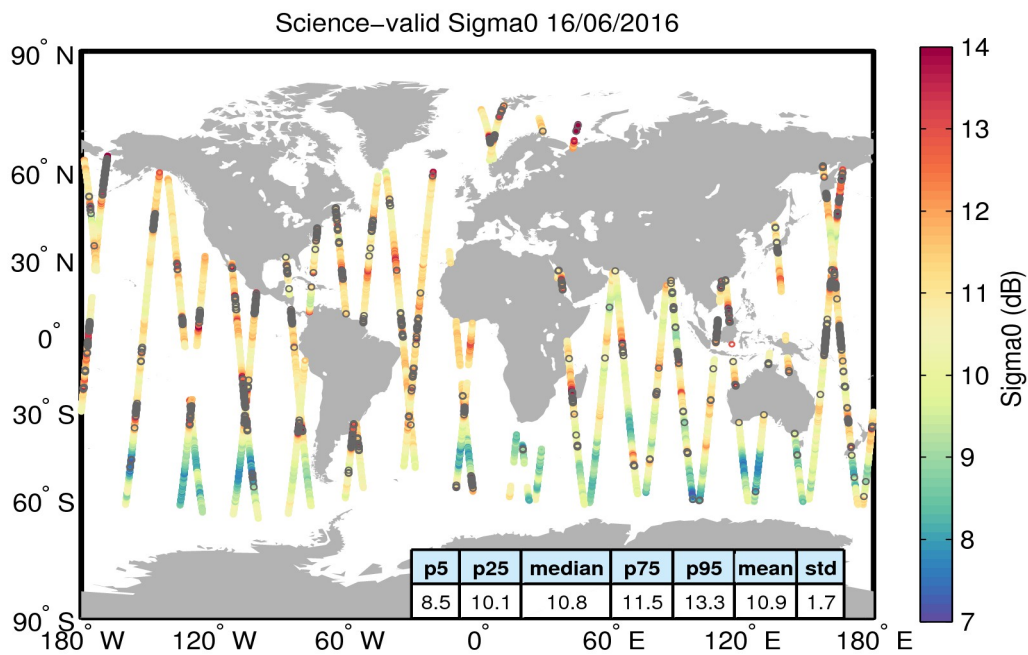 Science−valid Sigma0 16/06/2016
90° N
60° N
30° N
0°
30° S
60° S
90° S
180° W
120° W
60° W
0°
60° E
120° E
180° E
p5 p25 median p75 p95 mean std
8.5 10.1 10.8 11.5 13.3 10.9 1.7
14
13
12
11
10
9
8
7
Sigma0 (dB)